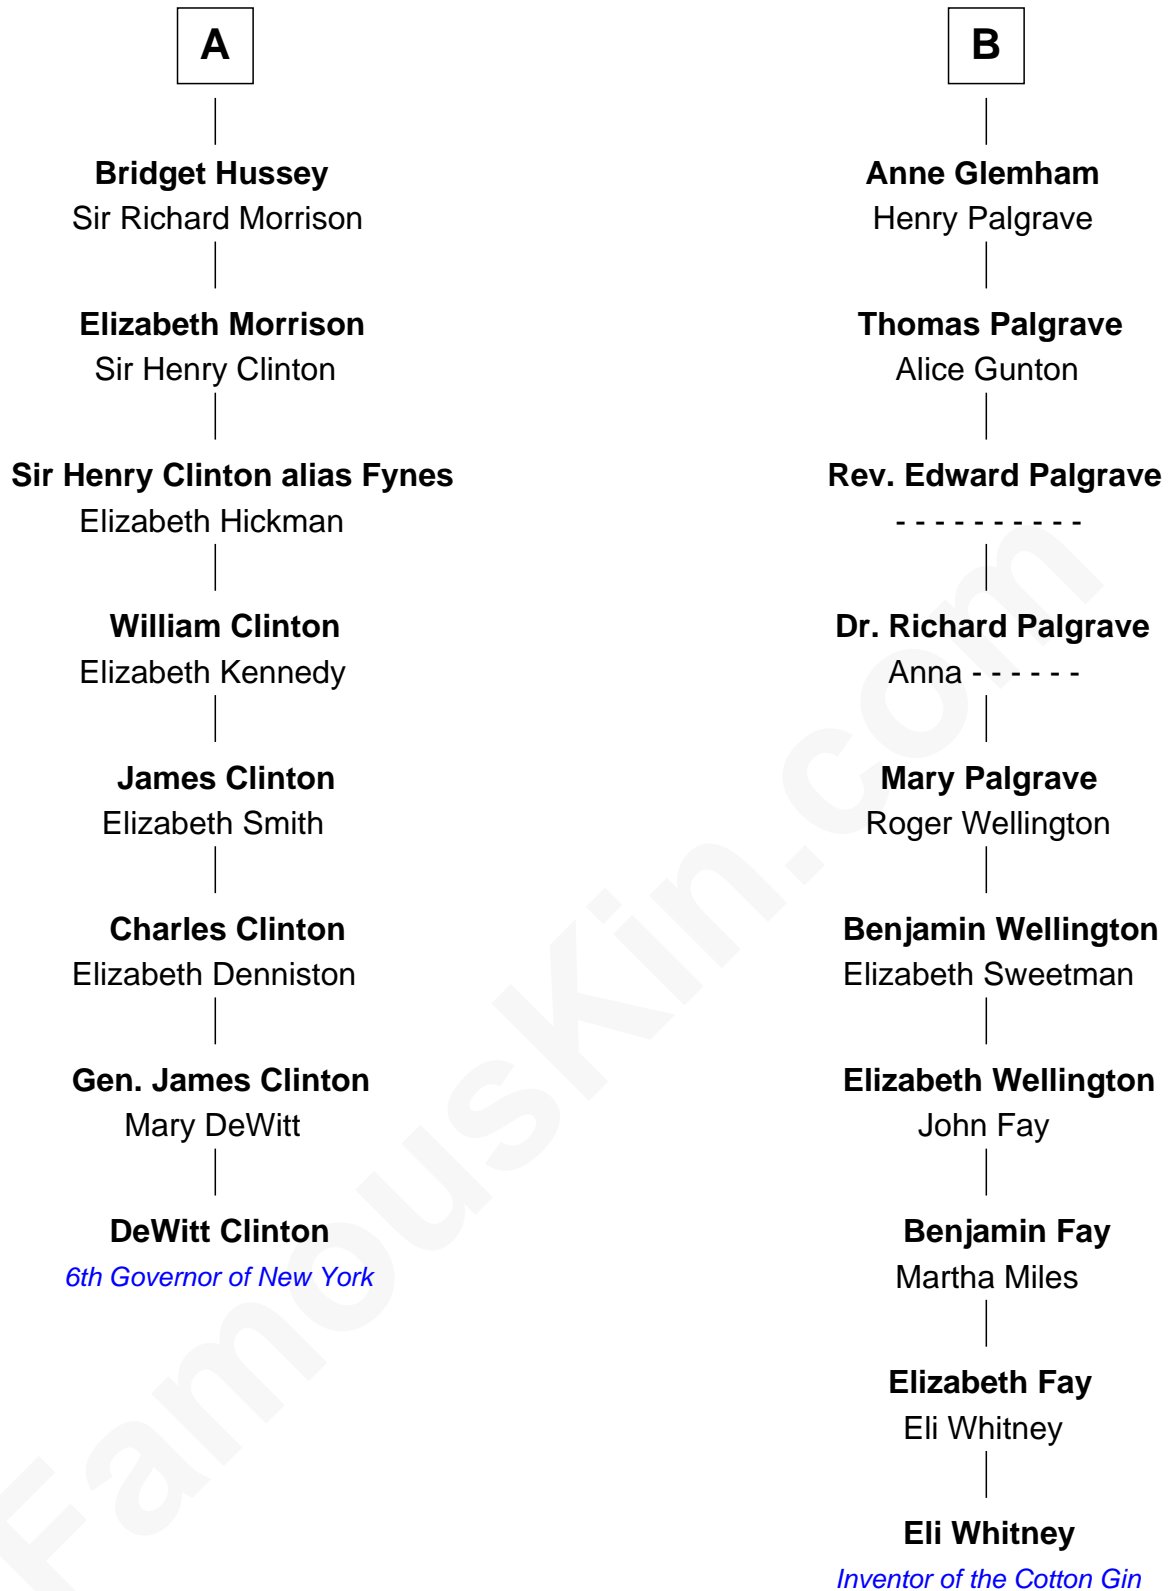 A
Bridget Hussey
Sir Richard Morrison
Elizabeth Morrison
Sir Henry Clinton
Sir Henry Clinton alias Fynes
Elizabeth Hickman
William Clinton
Elizabeth Kennedy
James Clinton
Elizabeth Smith
Charles Clinton
Elizabeth Denniston
Gen. James Clinton
Mary DeWitt
DeWitt Clinton
6th Governor of New York
B
Anne Glemham
Henry Palgrave
Thomas Palgrave
Alice Gunton
Rev. Edward Palgrave
- - - - - - - - - -
Dr. Richard Palgrave
Anna - - - - - -
Mary Palgrave
Roger Wellington
Benjamin Wellington
Elizabeth Sweetman
Elizabeth Wellington
John Fay
Benjamin Fay
Martha Miles
Elizabeth Fay
Eli Whitney
Eli Whitney
Inventor of the Cotton Gin
FamousKin.com